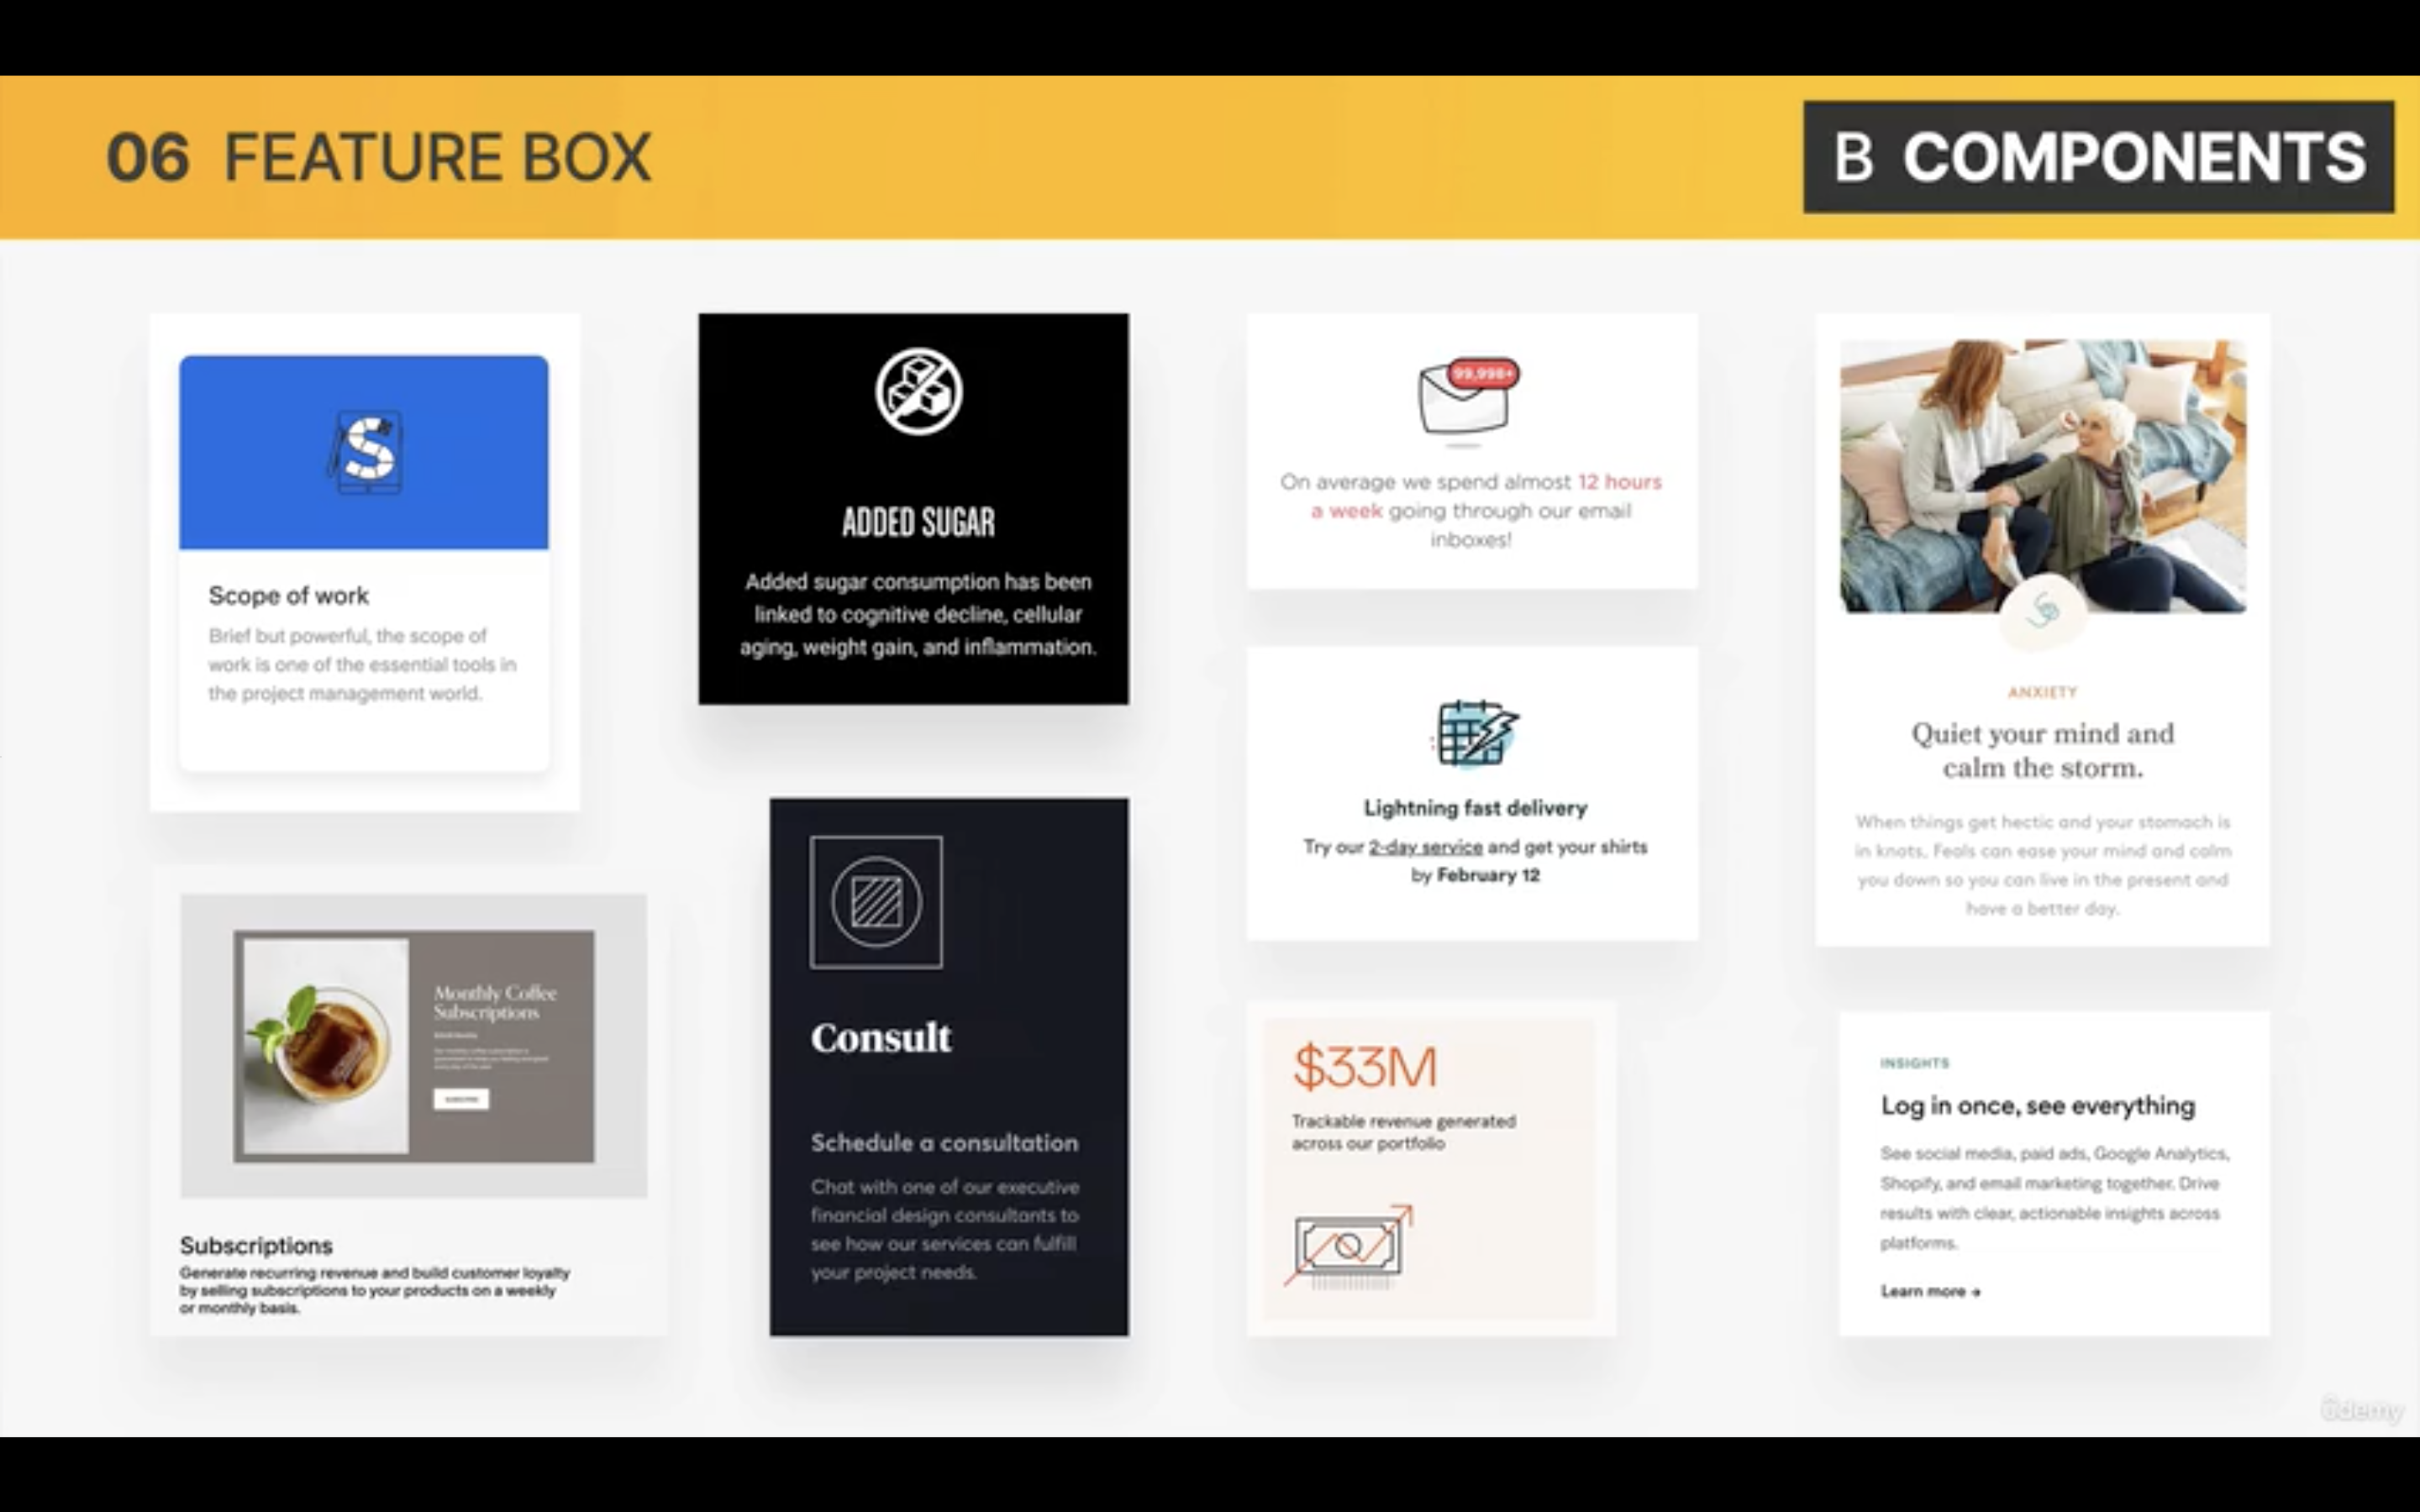 06 FEATURE BOX
B COMPONENTS
S
Scope of work
Brief but powerful, the scope of
work is one of the essential tools in
the project management world.
Monthly Coffee
Subscriptions
Subscriptions
Generate recurring revenue and build customer loyalty
by selling subscriptions to your products on a weekly
or monthly basis.
ADDED SUGAR
Added sugar consumption has been
linked to cognitive decline, cellular
aging, weight gain, and inflammation.
Consult
Schedule a consultation
Chat with one of our executive
financial design consultants to
see how our services can fulfill
your project needs.
99,998+
On average we spend almost 12 hours
a week going through our email
inboxes!
Lightning fast delivery
Try our 2-day service and get your shirts
by February 12
$33M
Trackable revenue generated
across our portfolio
ANXIETY
Quiet your mind and
calm the storm.
When things get hectic and your stomach is
in knots, Feals can ease your mind and calm
you down so you can live in the present and
have a better day.
INSIGHTS
Log in once, see everything
See social media, paid ads, Google Analytics,
Shopify, and email marketing together. Drive
results with clear, actionable insights across
platforms.
Learn more →
ûdemy